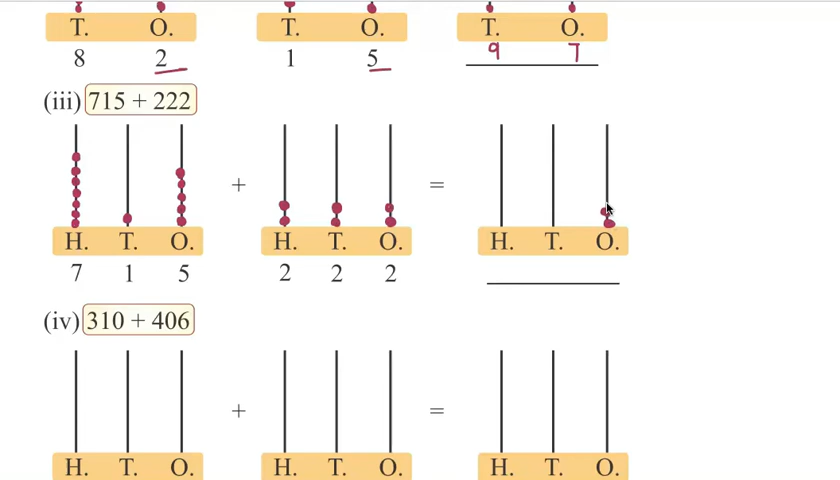 T. O. T. O. T. O.
8 2 1 5 9 7
(iii) 715 + 222
+ =
H. T. O. H. T. O. H. T. O.
7 1 5 2 2 2
(iv) 310 + 406
+ =
H. T. O. H. T. O. H. T. O.